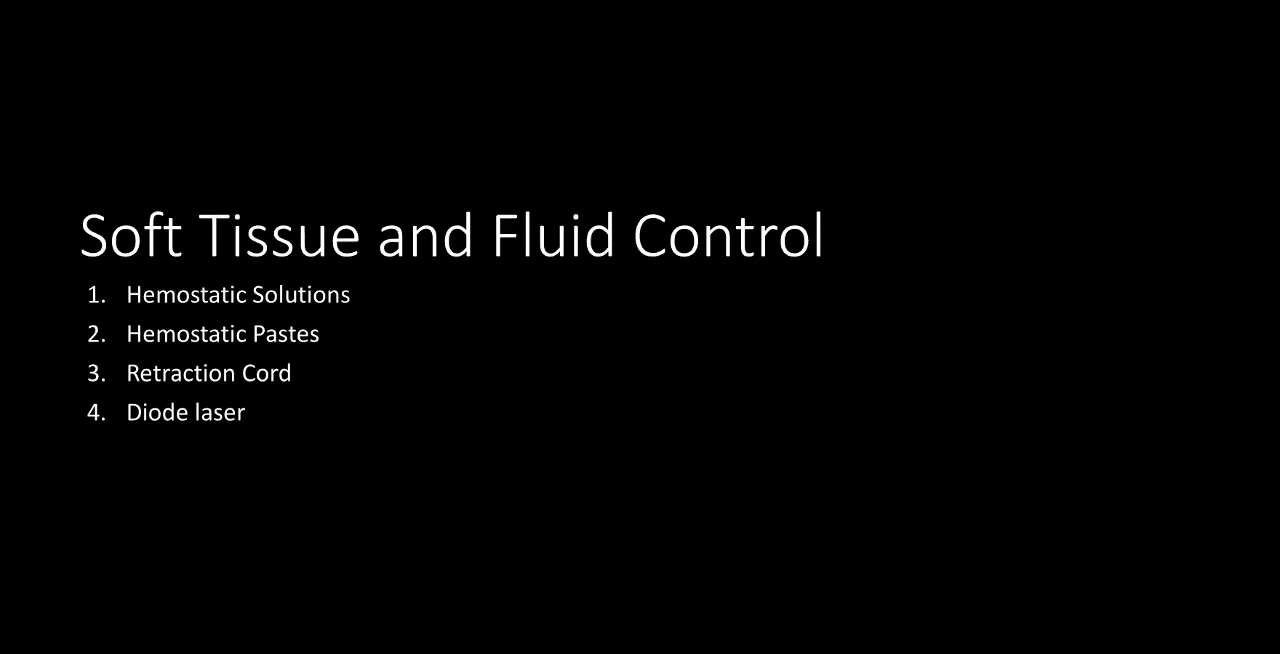 Soft Tissue and Fluid Control
1. Hemostatic Solutions
2. Hemostatic Pastes
3. Retraction Cord
4. Diode laser